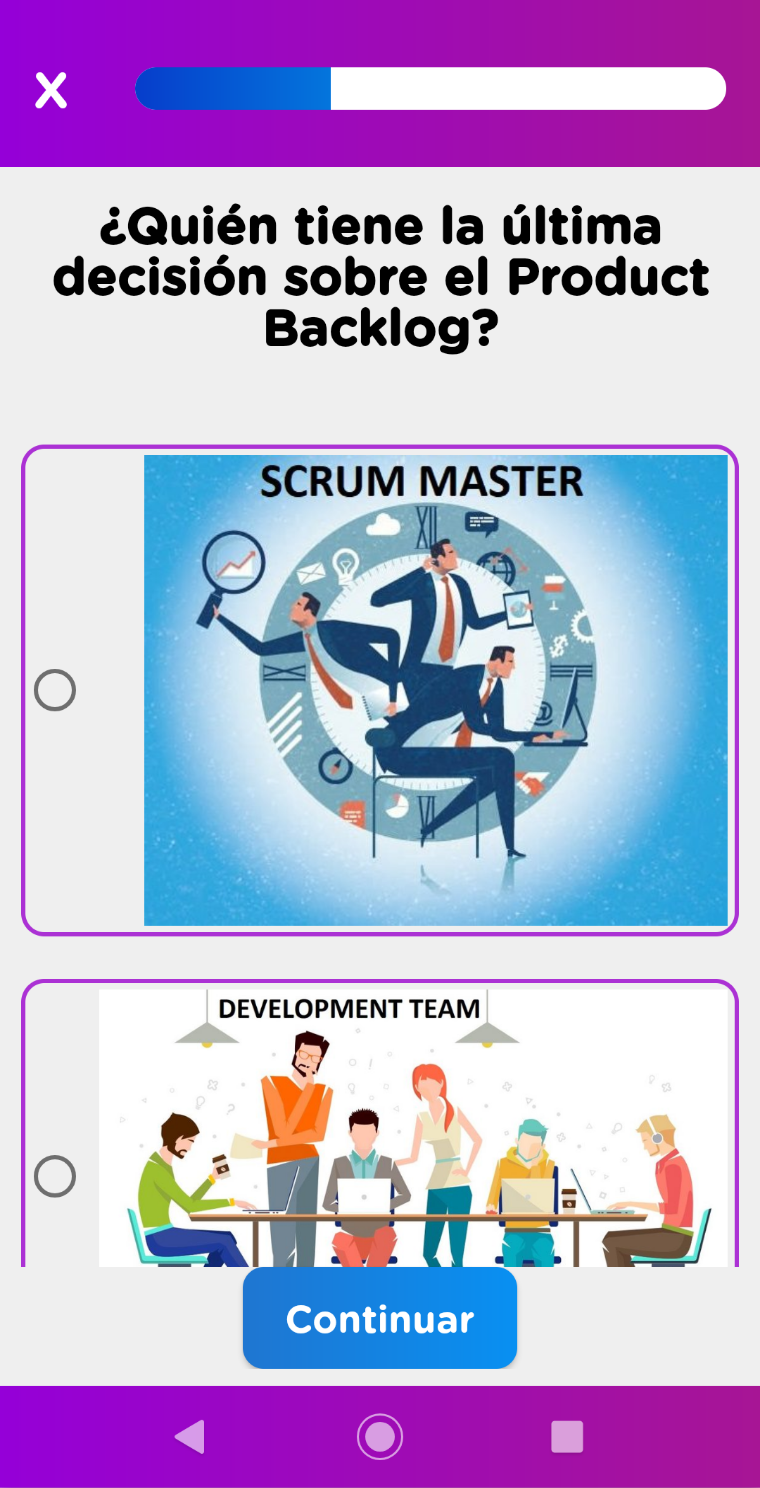 X
¿Quién tiene la última
decisión sobre el Product
Backlog?
SCRUM MASTER
DEVELOPMENT TEAM
Continuar